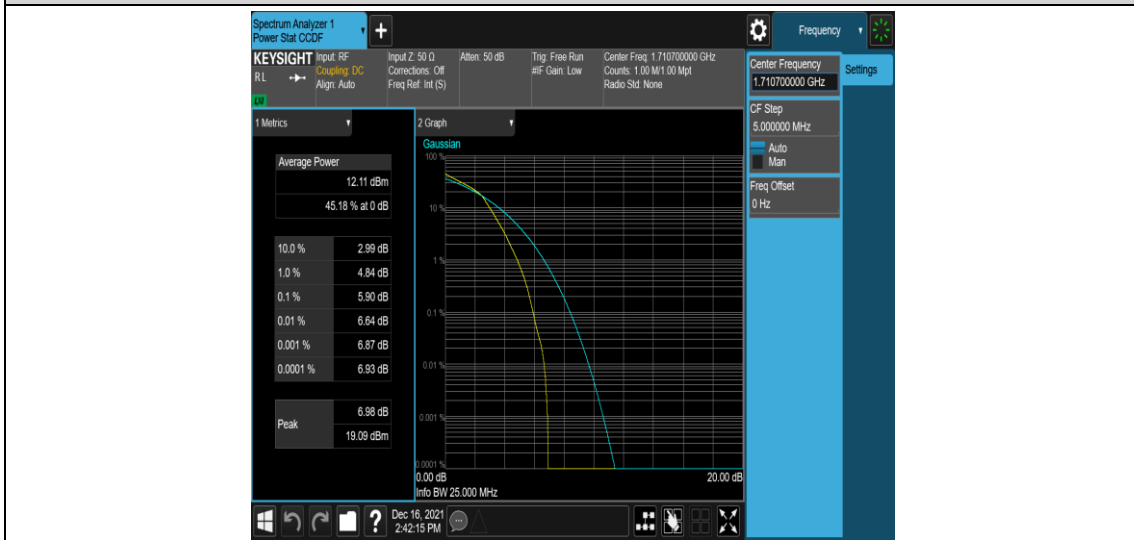 Spectrum Analyzer 1
Power Stat CCDF
Frequency
KEYSIGHT
RL
LXI
Input: RF
Coupling: DC
Align: Auto
Input Z: 50 Ω
Corrections: Off
Freq Ref: Int (S)
Atten: 50 dB
Trig: Free Run
#IF Gain: Low
Center Freq: 1.710700000 GHz
Counts: 1.00 M/1.00 Mpt
Radio Std: None
Center Frequency
1.710700000 GHz
Settings
CF Step
5.000000 MHz
Auto
Man
Freq Offset
0 Hz
1 Metrics
Average Power
12.11 dBm
45.18 % at 0 dB
10.0 % 2.99 dB
1.0 % 4.84 dB
0.1 % 5.90 dB
0.01 % 6.64 dB
0.001 % 6.87 dB
0.0001 % 6.93 dB
Peak
6.98 dB
19.09 dBm
2 Graph
Gaussian
100 %
10 %
1 %
0.1 %
0.01 %
0.001 %
0.0001 %
0.00 dB 20.00 dB
Info BW 25.000 MHz
?
Dec 16, 2021
2:42:15 PM